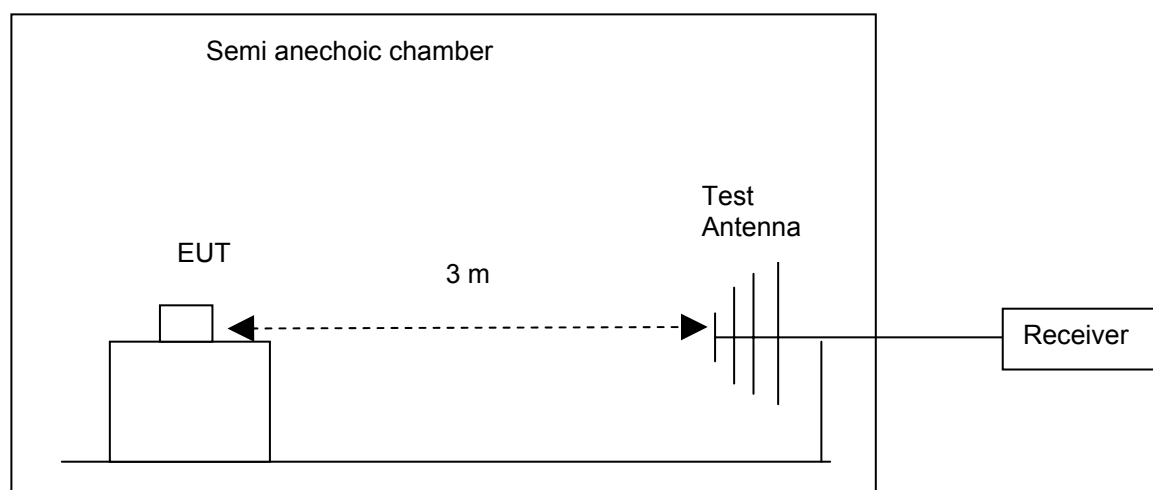 Semi anechoic chamber
Test
Antenna
EUT
3 m
Receiver